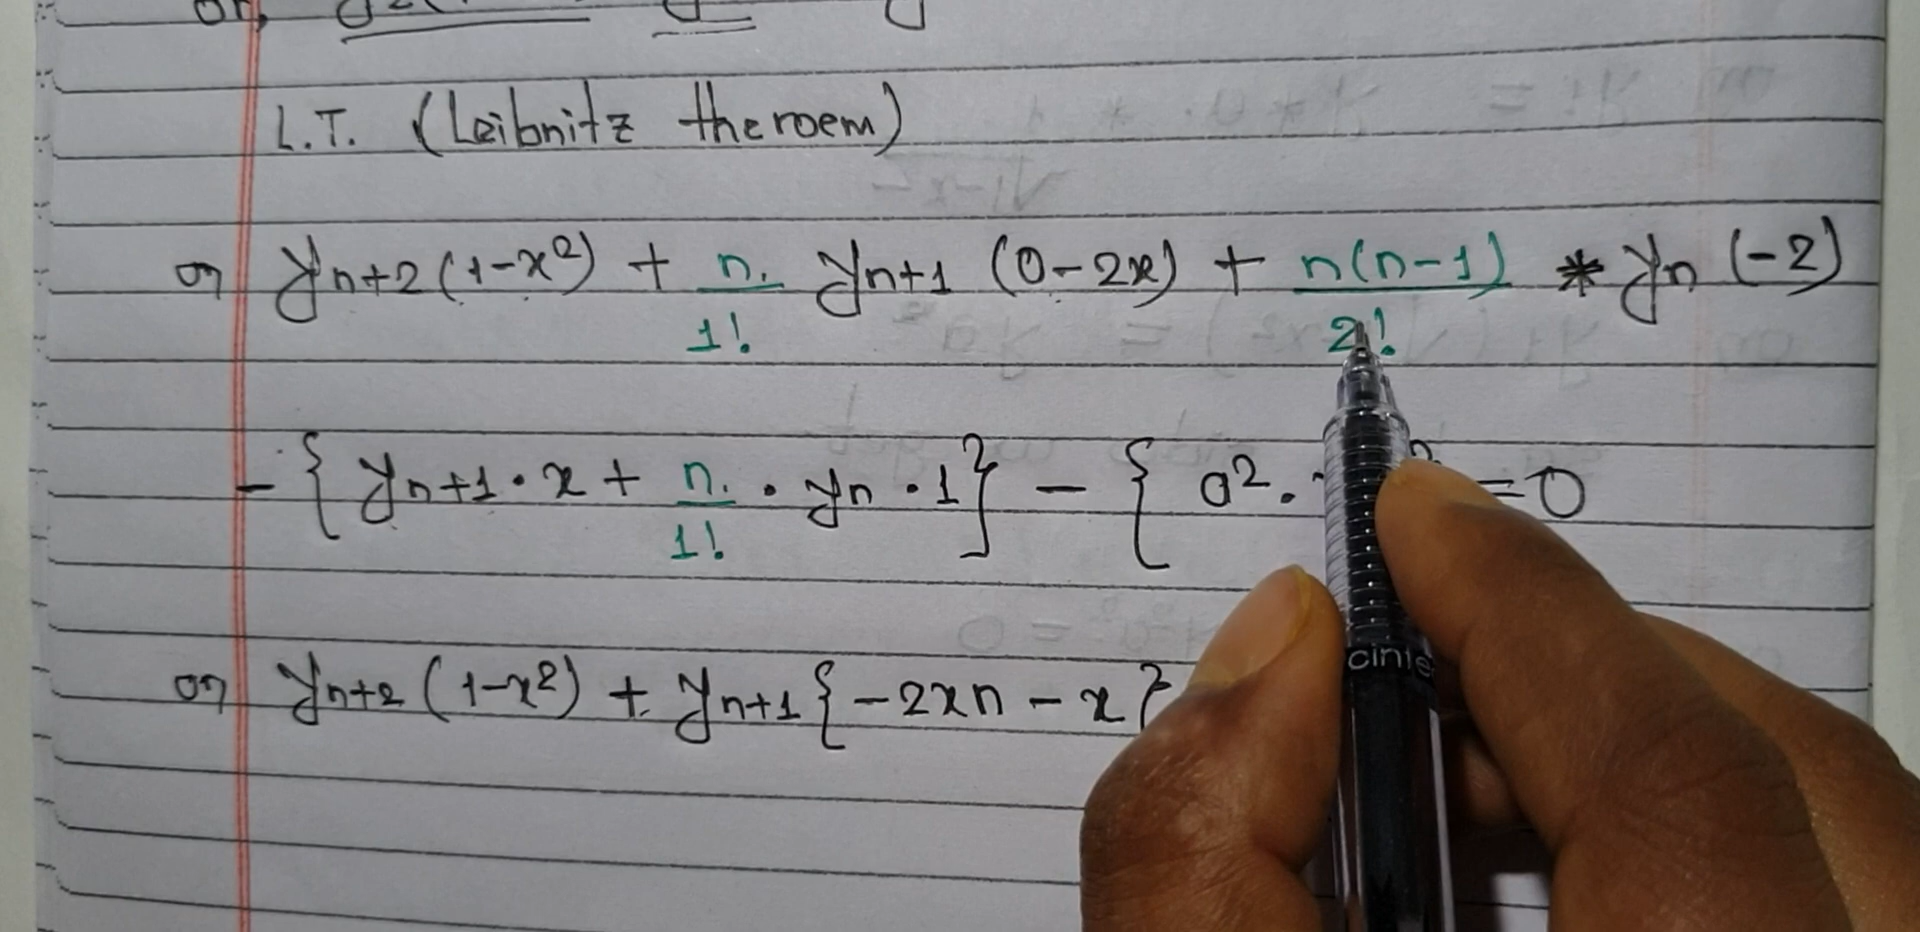 or,
L.T. (Leibnitz theroem)
or yn+2 (1-x²) + n./1! yn+1 (0-2x) + n(n-1)/2! * yn (-2)
- { yn+1 · x + n./1! · yn · 1 } - { a² · = 0
or yn+2 (1-x²) + yn+1 { -2xn - x }